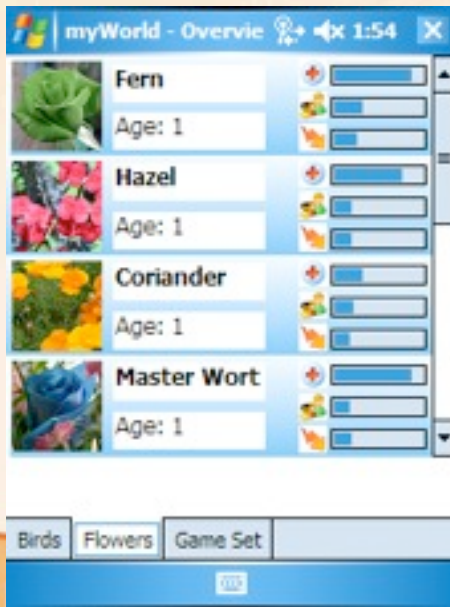 myWorld - Overvie 1:54
Fern
Age: 1
Hazel
Age: 1
Coriander
Age: 1
Master Wort
Age: 1
Birds Flowers Game Set